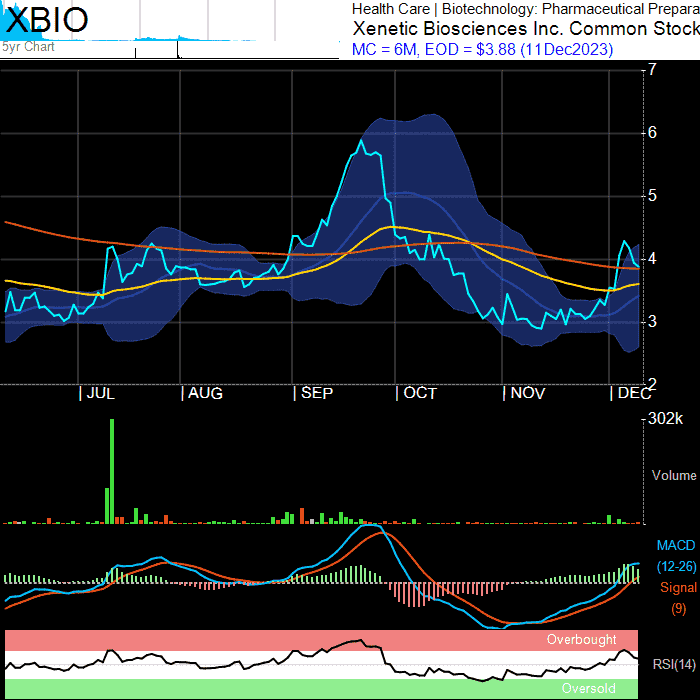 XBIO
5yr Chart
Health Care | Biotechnology: Pharmaceutical Prepara
Xenetic Biosciences Inc. Common Stock
MC = 6M, EOD = $3.88 (11Dec2023)
7
6
5
4
3
2
JUL AUG SEP OCT NOV DEC
302k
Volume
MACD
(12-26)
Signal
(9)
Overbought
RSI(14)
Oversold